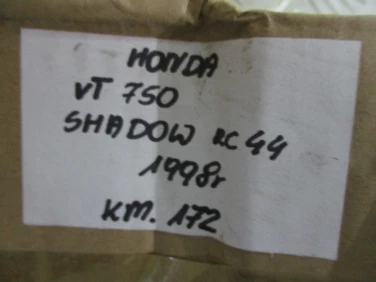 HONDA
VT 750
SHADOW RC 44
1998r
KM. 172